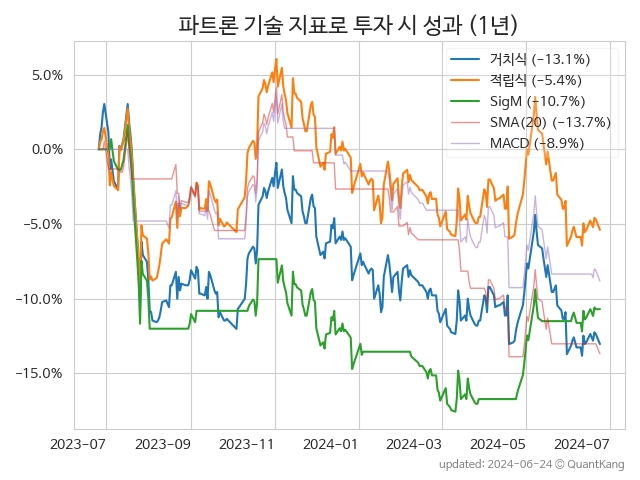 파트론 기술 지표로 투자 시 성과 (1년)
거치식 (−13.1%)
적립식 (−5.4%)
SigM (−10.7%)
SMA(20) (−13.7%)
MACD (−8.9%)
5.0%
0.0%
−5.0%
−10.0%
−15.0%
2023-07 2023-09 2023-11 2024-01 2024-03 2024-05 2024-07
updated: 2024-06-24 ⓒ QuantKang